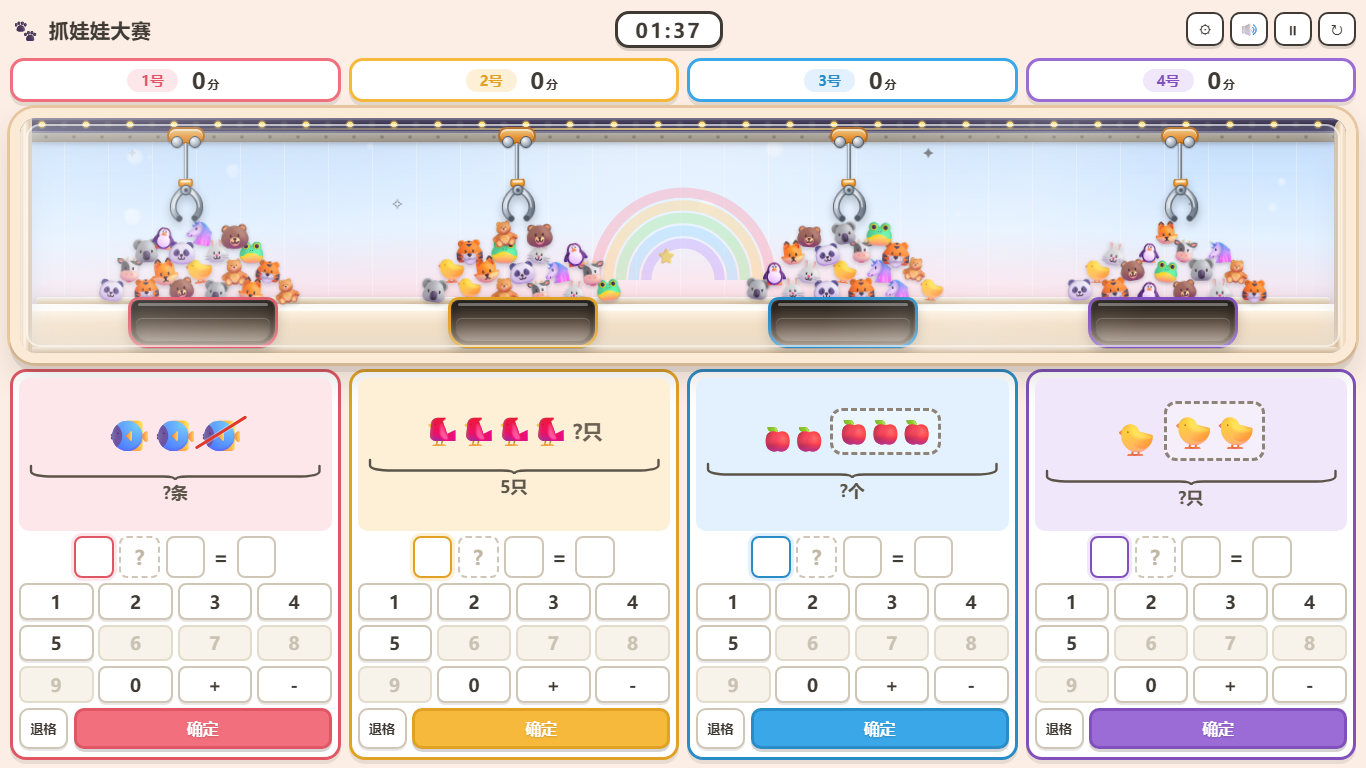 抓娃娃大赛
01:37
1号 0分
2号 0分
3号 0分
4号 0分
?条
? =
1 2 3 4
5 6 7 8
9 0 + -
退格 确定
?只
5只
? =
1 2 3 4
5 6 7 8
9 0 + -
退格 确定
?个
? =
1 2 3 4
5 6 7 8
9 0 + -
退格 确定
?只
? =
1 2 3 4
5 6 7 8
9 0 + -
退格 确定